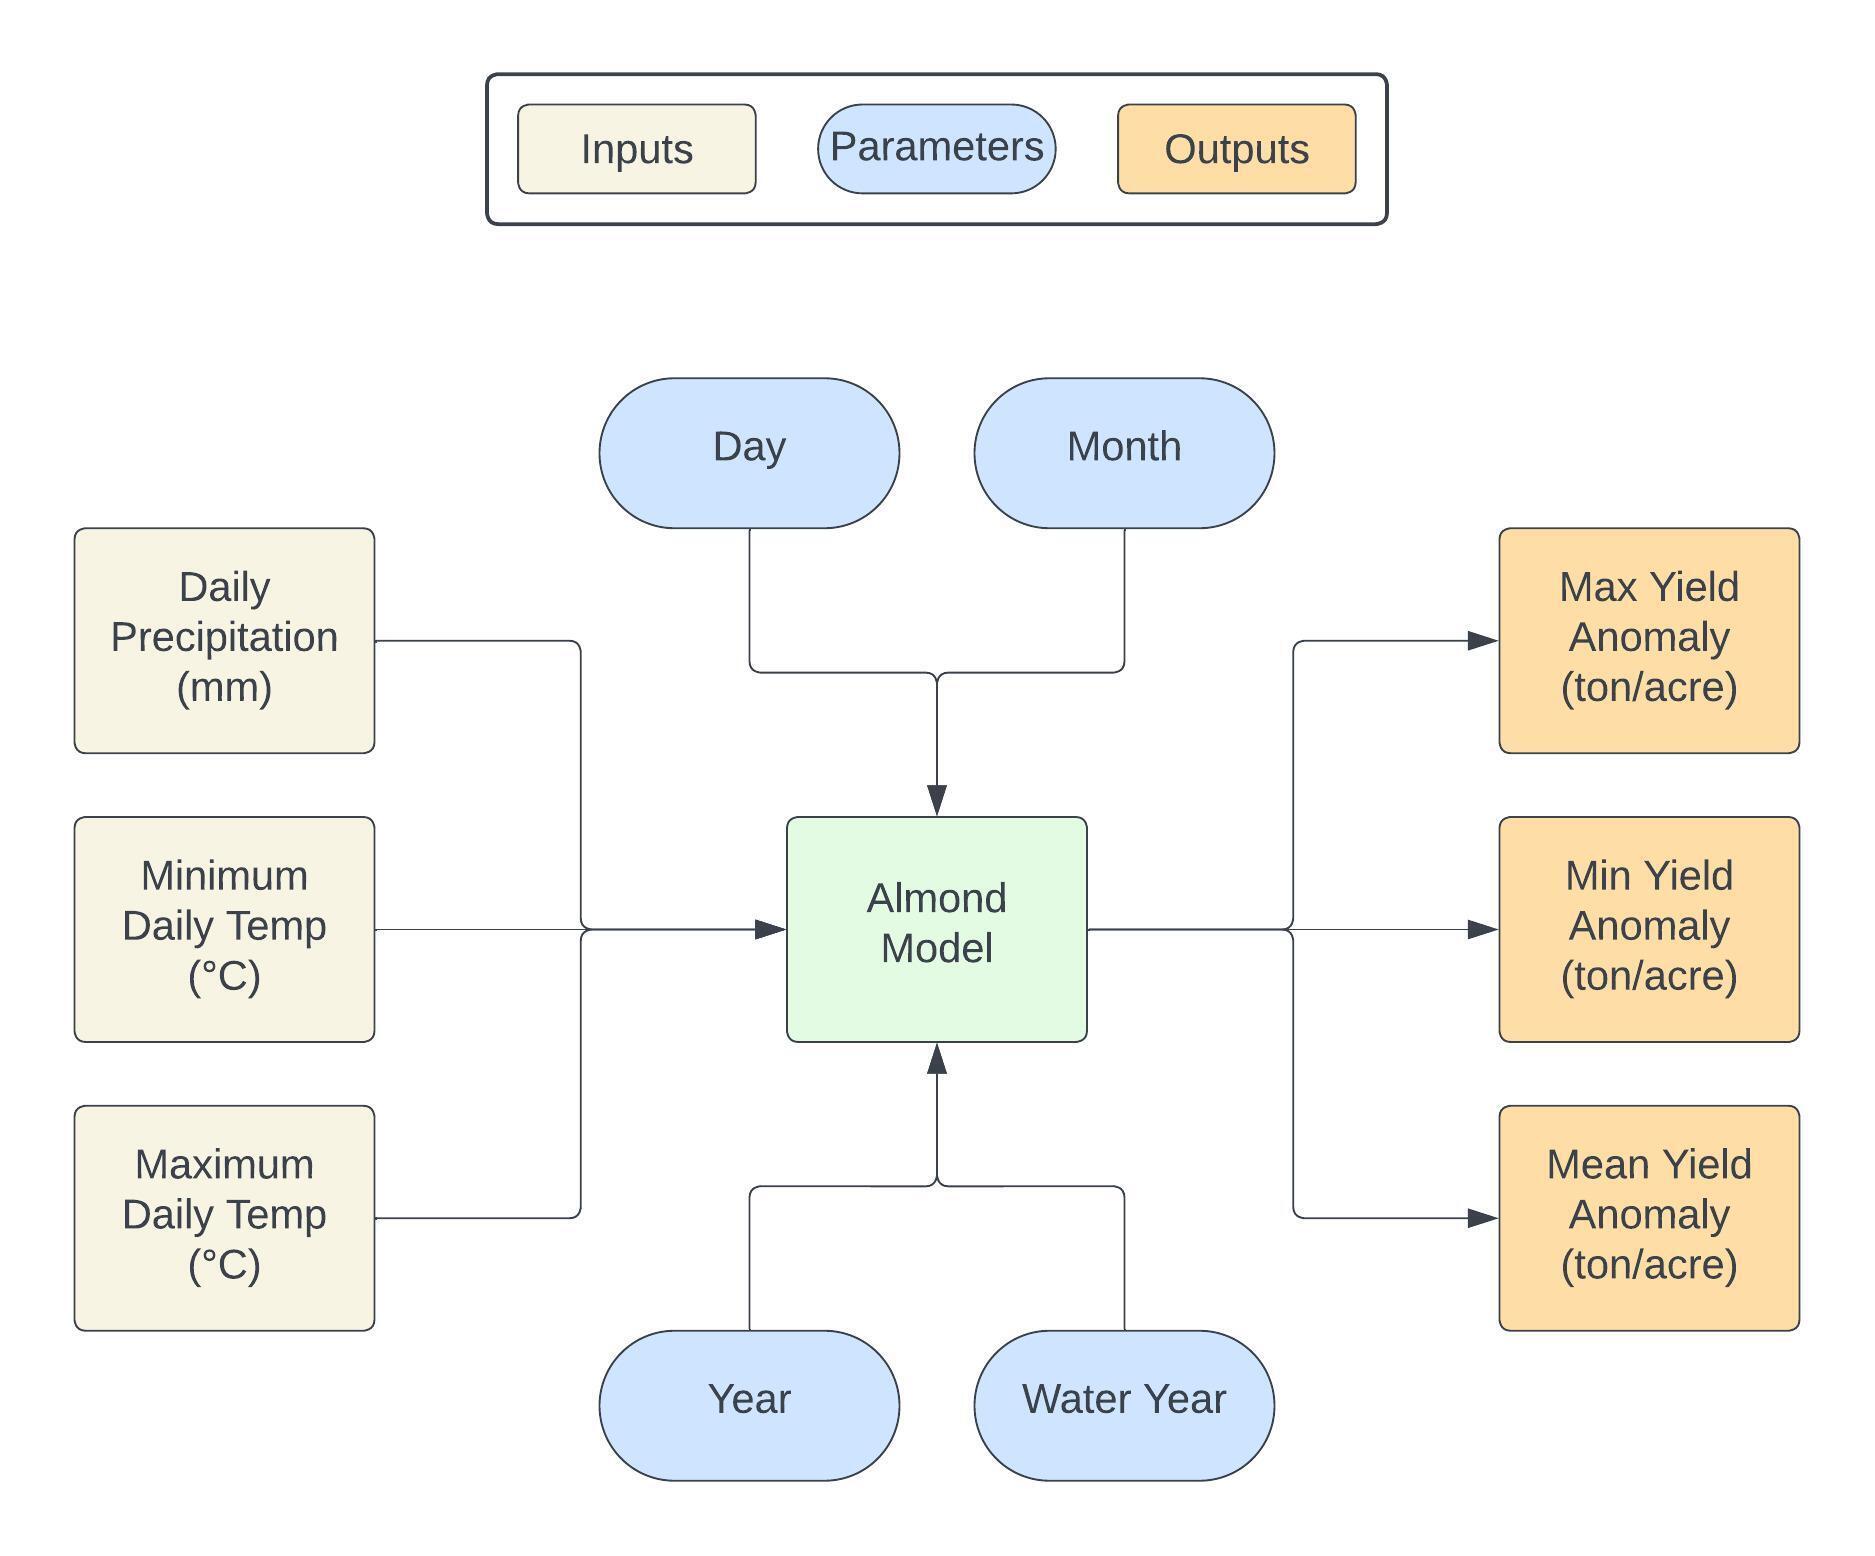 Inputs
Parameters
Outputs
Day
Month
Daily
Precipitation
(mm)
Max Yield
Anomaly
(ton/acre)
Minimum
Daily Temp
(°C)
Almond
Model
Min Yield
Anomaly
(ton/acre)
Maximum
Daily Temp
(°C)
Mean Yield
Anomaly
(ton/acre)
Year
Water Year